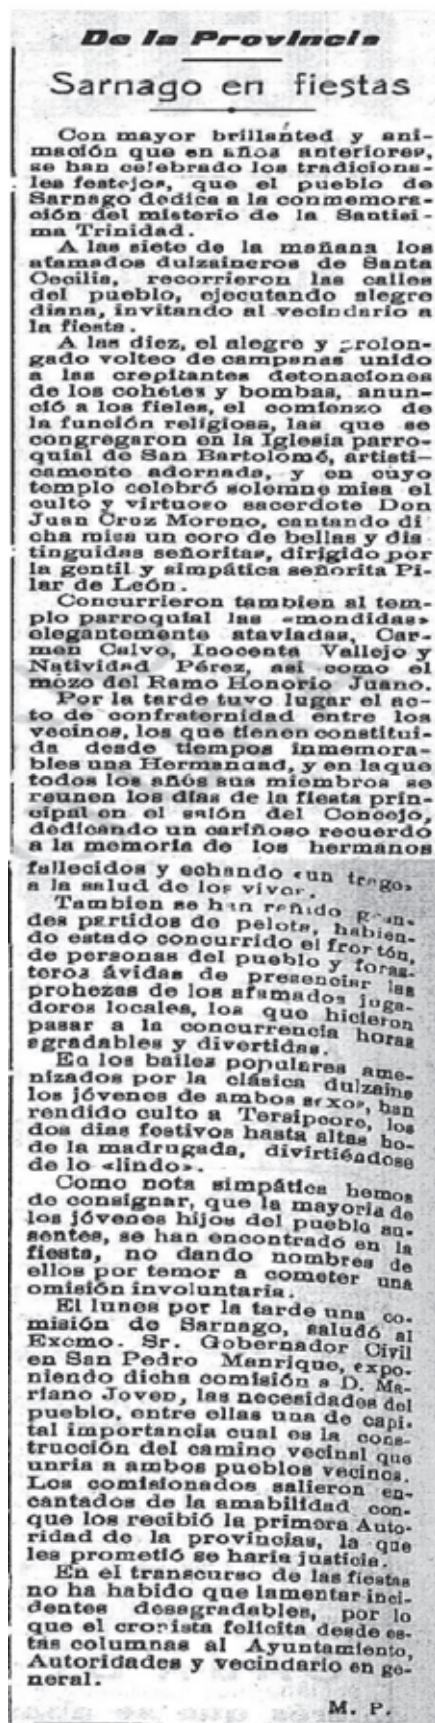 De la Provincia
Sarnago en fiestas
Con mayor brillanted y ani-
mación que en años anteriores,
se han celebrado los tradiciona-
les festejos, que el pueblo de
Sarnago dedica a la conmemora-
ción del misterio de la Santísi-
ma Trinidad.
A las siete de la mañana los
afamados dulzaineros de Santa
Cecilia, recorrieron las calles
del pueblo, ejecutando alegre
diana, invitando al vecindario a
la fiesta.
A las diez, el alegre y prolon-
gado volteo de campanas unido
a las crepitantes detonaciones
de los cohetes y bombas, anun-
ció a los fieles, el comienzo de
la función religiosa, las que se
congregaron en la Iglesia parro-
quial de San Bartolomé, artísti-
camente adornada, y en cuyo
templo celebró solemne misa el
culto y virtuoso sacerdote Don
Juan Cruz Moreno, cantando di
cha misa un coro de bellas y dis
tinguidas señoritas, dirigido por
la gentil y simpática señorita Pi-
lar de León.
Concurrieron tambien al tem-
plo parroquial las «mondidas»
elegantemente ataviadas, Car-
men Calvo, Inocenta Vallejo y
Natividad Pérez, asi como el
mozo del Ramo Honorio Juano.
Por la tarde tuvo lugar el ac-
to de confraternidad entre los
vecinos, los que tienen constitui-
da desde tiempos inmemora-
bles una Hermandad, y en la que
todos los años sus miembros se
reunen los días de la fiesta prin-
cipal en el salón del Concejo,
dedicando un cariñoso recuerdo
a la memoria de los hermanos
fallecidos y echando «un trago»
a la salud de los vivos.
Tambien se han reñido gran-
des partidos de pelota, habien-
do estado concurrido el frontón,
de personas del pueblo y foras-
teros ávidas de presenciar las
prohezas de los afamados juga-
dores locales, los que hicieron
pasar a la concurrencia horas
agradables y divertidas.
En los bailes populares ame-
nizados por la clásica dulzaina
los jóvenes de ambos sexos, han
rendido culto a Tersipcore, los
dos dias festivos hasta altas ho-
de la madrugada, divirtiéndose
de lo «lindo».
Como nota simpática hemos
de consignar, que la mayoria de
los jóvenes hijos del pueblo au-
sentes, se han encontrado en la
fiesta, no dando nombres de
ellos por temor a cometer una
omisión involuntaria.
El lunes por la tarde una co-
misión de Sarnago, saludó al
Excmo. Sr. Gobernador Civil
en San Pedro Manrique, expo-
niendo dicha comisión a D. Ma-
riano Joven, las necesidades del
pueblo, entre ellas una de capi-
tal importancia cual es la cons-
trucción del camino vecinal que
unria a ambos pueblos vecinos.
Los comisionados salieron en-
cantados de la amabilidad con-
que los recibió la primera Auto-
ridad de la provincias, la que
les prometió se haria justicia.
En el transcurso de las fiestas
no ha habido que lamentar inci-
dentes desagradables, por lo
que el cronista felicita desde es-
tas columnas al Ayuntamiento,
Autoridades y vecindario en ge-
neral.
M. P.